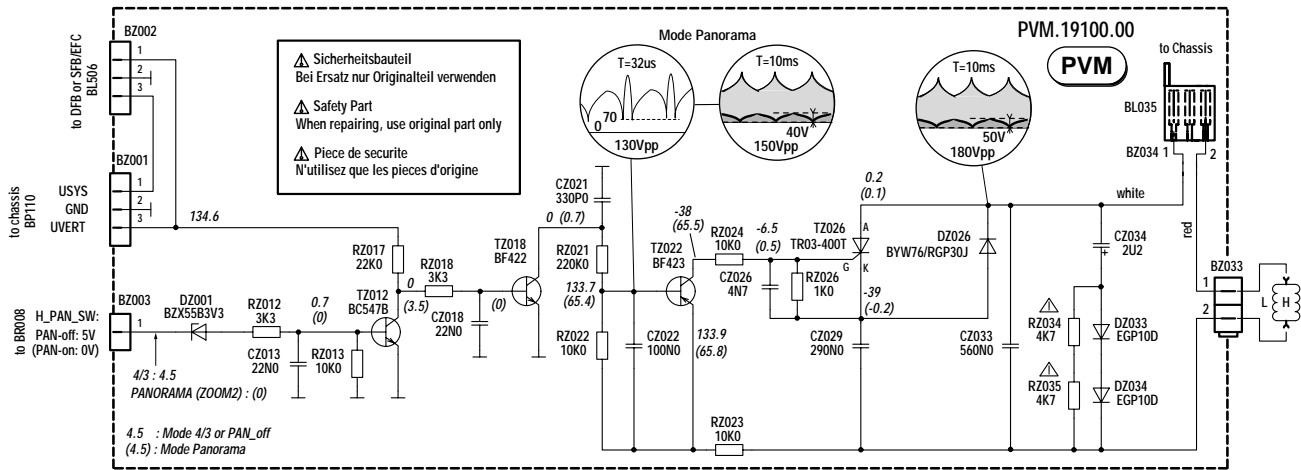 BZ002
1
2
3
to DFB or SFB/EFC
BL506
Sicherheitsbauteil
Bei Ersatz nur Originalteil verwenden
Safety Part
When repairing, use original part only
Piece de securite
N'utilisez que les pieces d'origine
Mode Panorama
T=32us
70
0
130Vpp
T=10ms
40V
150Vpp
T=10ms
50V
180Vpp
PVM.19100.00
PVM
to Chassis
BL035
BZ034
1
2
white
red
BZ001
USYS
GND
UVERT
1
2
3
to chassis
BP110
134.6
RZ017
22K0
RZ018
3K3
0
(3.5)
TZ012
BC547B
TZ018
BF422
0 (0.7)
(0)
CZ018
22N0
CZ021
330P0
RZ021
220K0
133.7
(65.4)
RZ022
10K0
CZ022
100N0
-38
(65.5)
TZ022
BF423
133.9
(65.8)
RZ024
10K0
-6.5
(0.5)
CZ026
4N7
RZ026
1K0
0.2
(0.1)
TZ026
TR03-400T
A
G
K
-39
(-0.2)
DZ026
BYW76/RGP30J
CZ029
290N0
CZ033
560N0
CZ034
2U2
+
RZ034
4K7
RZ035
4K7
DZ033
EGP10D
DZ034
EGP10D
BZ033
1
2
L
H
RZ023
10K0
BZ003
1
to BR008
H_PAN_SW:
PAN-off: 5V
(PAN-on: 0V)
DZ001
BZX55B3V3
RZ012
3K3
0.7
(0)
CZ013
22N0
RZ013
10K0
4/3 : 4.5
PANORAMA (ZOOM2) : (0)
4.5 : Mode 4/3 or PAN_off
(4.5) : Mode Panorama